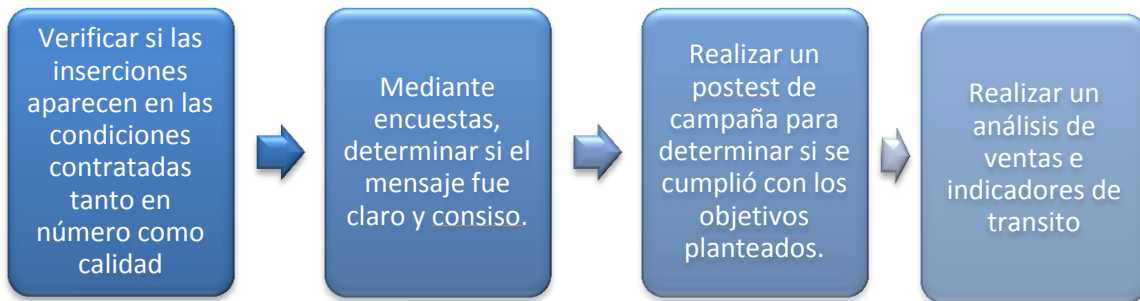 Verificar si las
inserciones
aparecen en las
condiciones
contratadas
tanto en
número como
calidad
Mediante
encuestas,
determinar si el
mensaje fue
claro y consiso.
Realizar un
postest de
campaña para
determinar si se
cumplió con los
objetivos
planteados.
Realizar un
análisis de
ventas e
indicadores de
transito